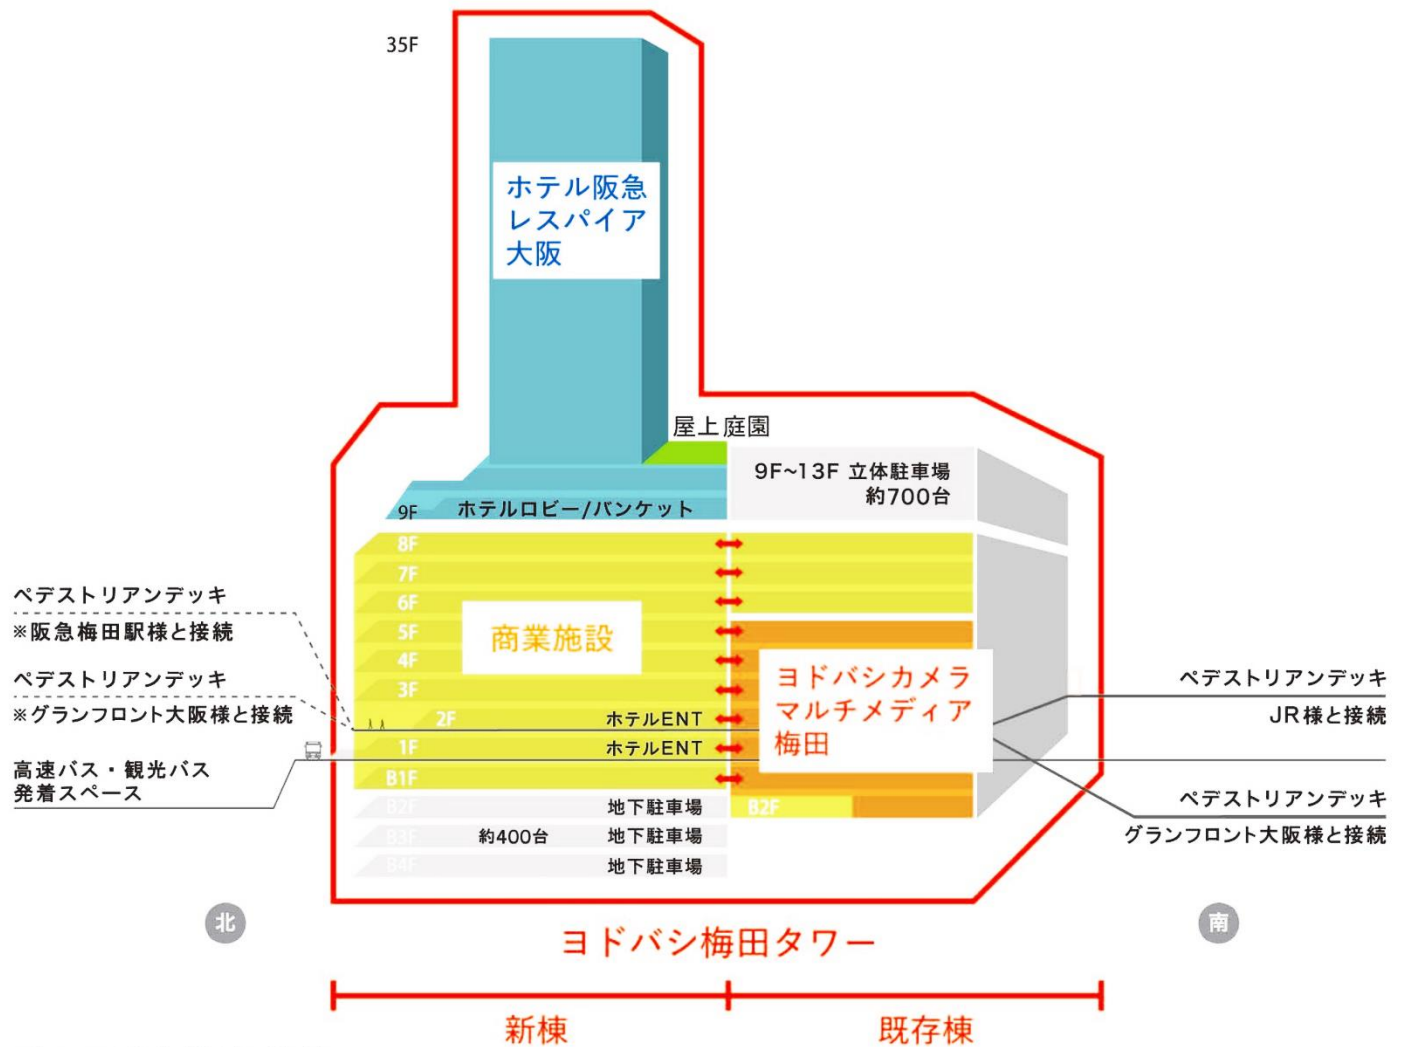 35F
ホテル阪急
レスパイア
大阪
屋上庭園
9F~13F 立体駐車場
約700台
9F
ホテルロビー/バンケット
8F
7F
6F
5F
4F
3F
2F
ホテルENT
1F
ホテルENT
B1F
B2F
地下駐車場
B3F
約400台
地下駐車場
B4F
地下駐車場
商業施設
ヨドバシカメラ
マルチメディア
梅田
B2F
ペデストリアンデッキ
※阪急梅田駅様と接続
ペデストリアンデッキ
※グランフロント大阪様と接続
高速バス・観光バス
発着スペース
ペデストリアンデッキ
JR様と接続
ペデストリアンデッキ
グランフロント大阪様と接続
北
南
ヨドバシ梅田タワー
新棟
既存棟